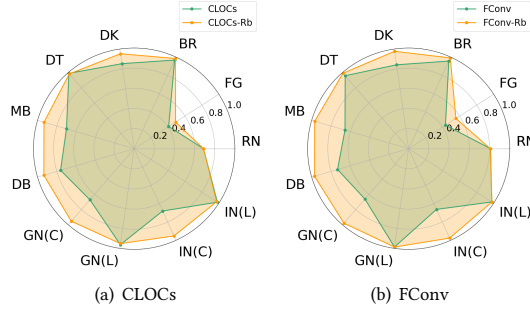 CLOCs
CLOCs-Rb
DK
BR
DT
FG
1.0
0.8
0.6
0.4
0.2
MB
RN
DB
GN(C)
IN(L)
GN(L)
IN(C)
(a) CLOCs
FConv
FConv-Rb
DK
BR
DT
FG
1.0
0.8
0.6
0.4
0.2
MB
RN
DB
GN(C)
IN(L)
GN(L)
IN(C)
(b) FConv